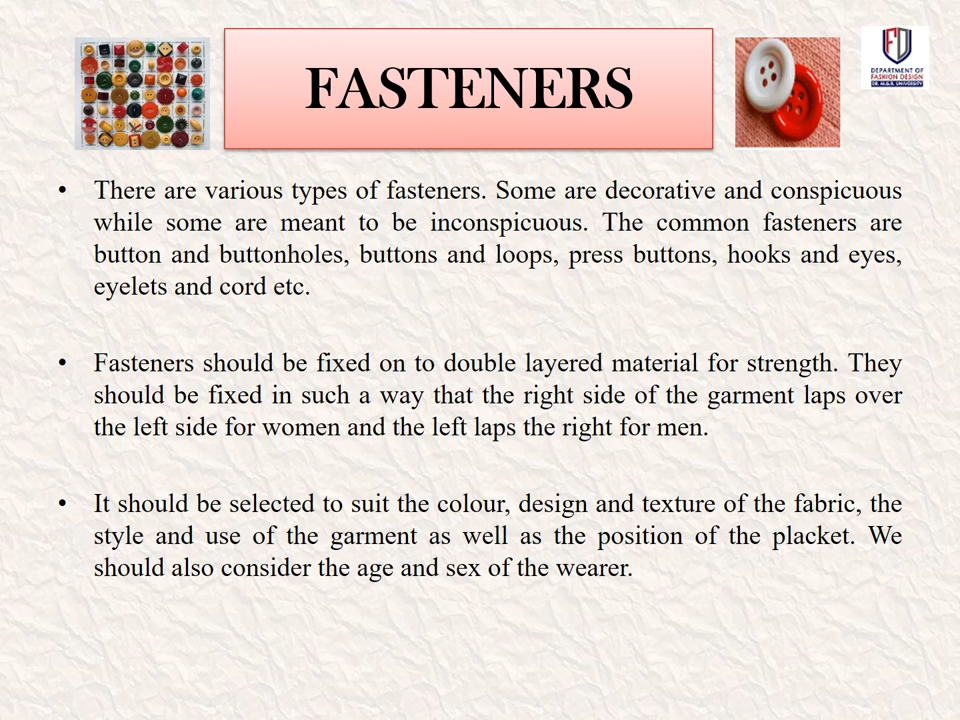 FASTENERS
DEPARTMENT OF
FASHION DESIGN
DR. M.G.R. UNIVERSITY
• There are various types of fasteners. Some are decorative and conspicuous
while some are meant to be inconspicuous. The common fasteners are
button and buttonholes, buttons and loops, press buttons, hooks and eyes,
eyelets and cord etc.
• Fasteners should be fixed on to double layered material for strength. They
should be fixed in such a way that the right side of the garment laps over
the left side for women and the left laps the right for men.
• It should be selected to suit the colour, design and texture of the fabric, the
style and use of the garment as well as the position of the placket. We
should also consider the age and sex of the wearer.